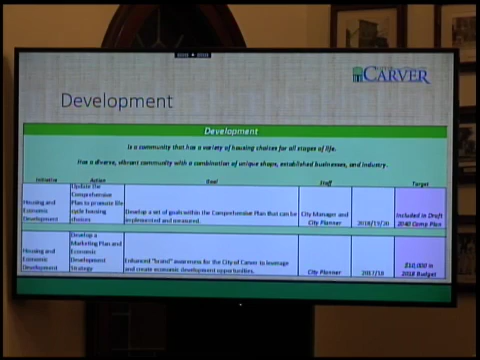 CARVER
Development
Development
Is a community that has a variety of housing choices for all stages of life.
Has a diverse, vibrant community with a combination of unique shops, established businesses, and industry.
Initiative Action Goal Staff Target
Housing and Economic Development
Update the Comprehensive Plan to promote life cycle housing choices
Develop a set of goals within the Comprehensive Plan that can be implemented and measured.
City Manager and City Planner
2018/19/20
Included in Draft 2040 Comp Plan
Housing and Economic Development
Develop a Marketing Plan and Economic Development Strategy
Enhanced "brand" awareness for the City of Carver to leverage and create economic development opportunities.
City Planner
2017/18
$10,000 in 2018 Budget